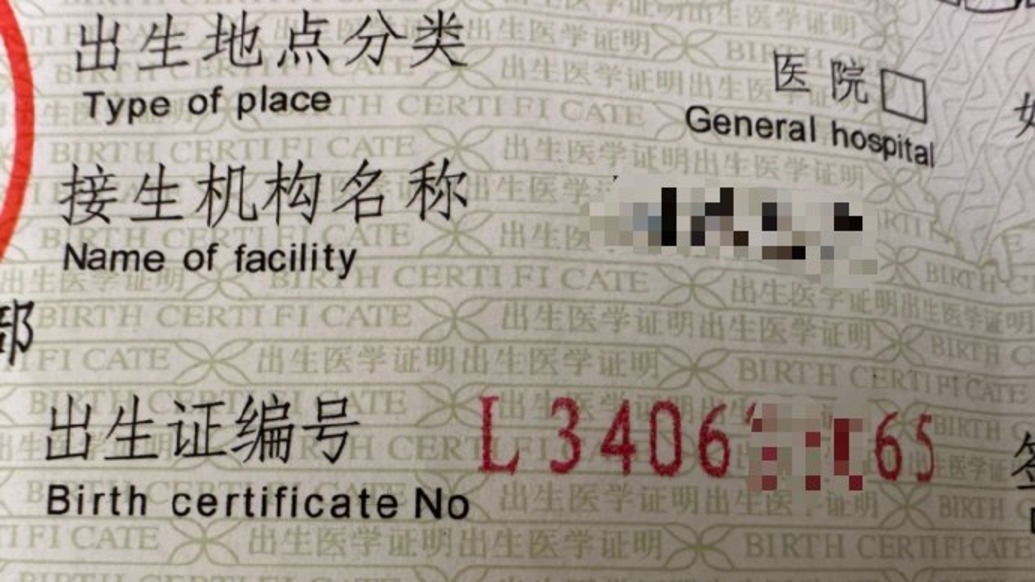 出生地点分类
Type of place
医院□
General hospital
接生机构名称
Name of facility
部
出生证编号 L 3406 65
Birth certificate No